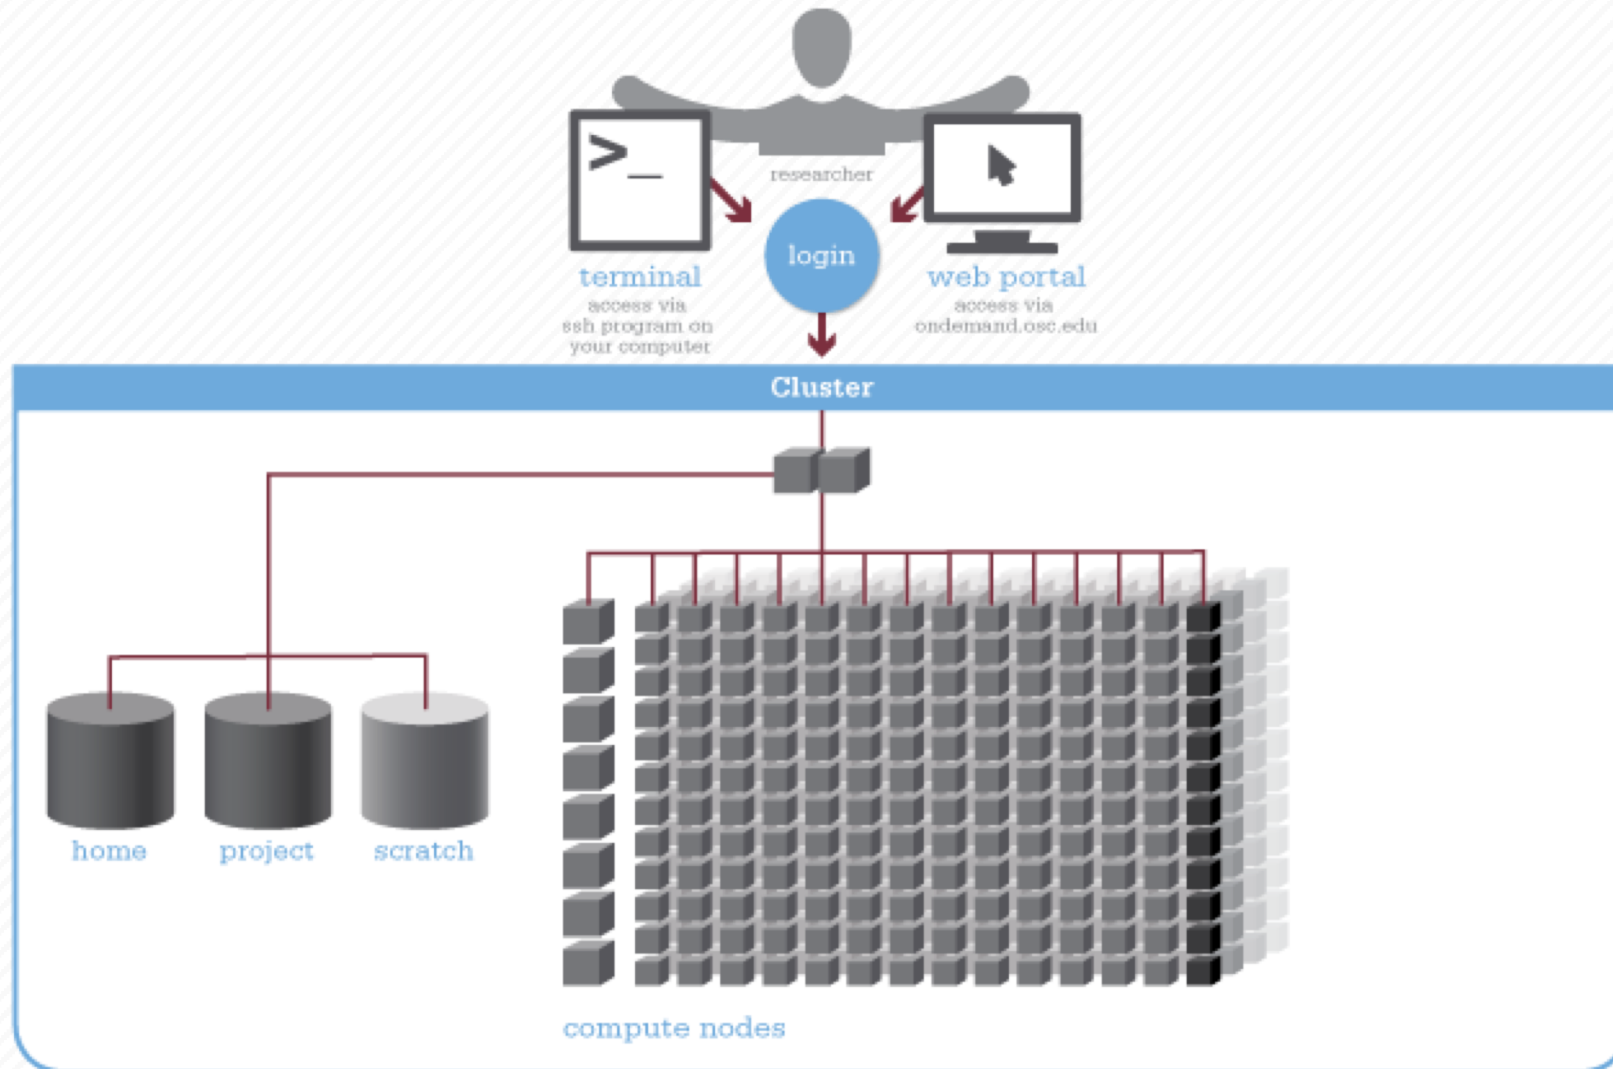 >_
researcher
login
terminal
access via
ssh program on
your computer
web portal
access via
ondemand.osc.edu
Cluster
home
project
scratch
compute nodes